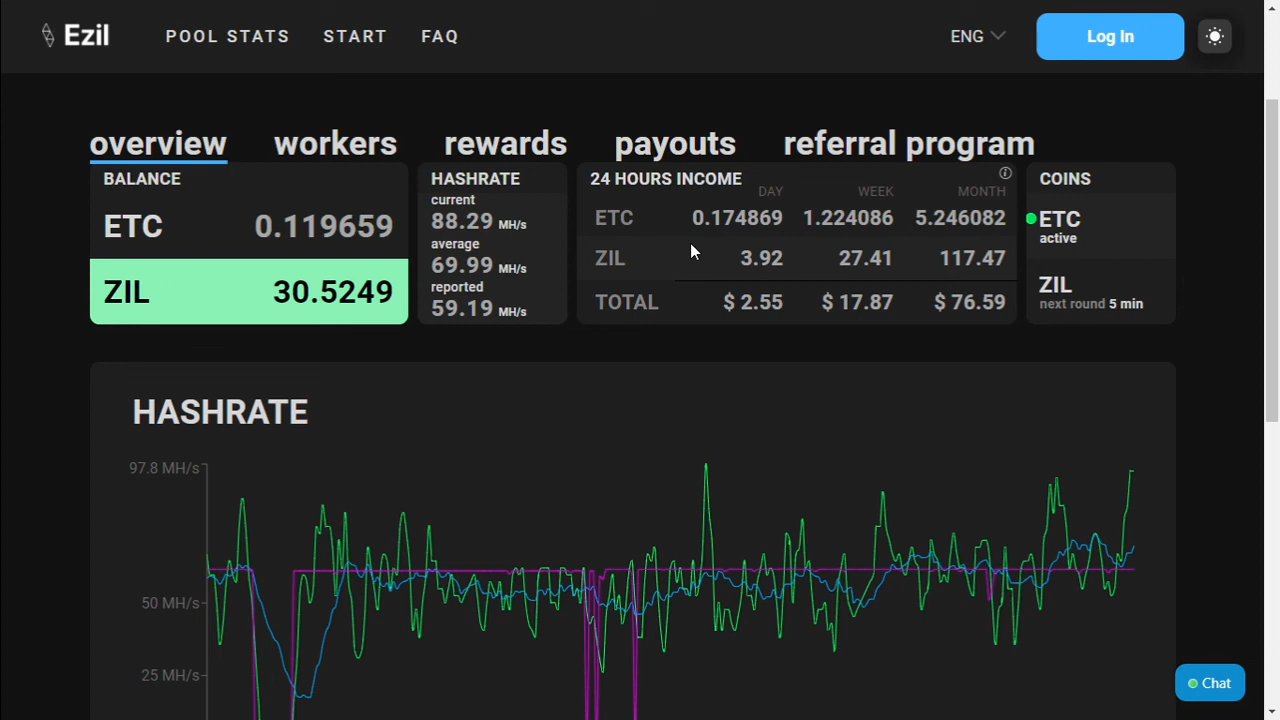 Ezil POOL STATS START FAQ ENG Log In
overview workers rewards payouts referral program
BALANCE
ETC 0.119659
ZIL 30.5249
HASHRATE
current
88.29 MH/s
average
69.99 MH/s
reported
59.19 MH/s
24 HOURS INCOME
DAY WEEK MONTH
ETC 0.174869 1.224086 5.246082
ZIL 3.92 27.41 117.47
TOTAL $ 2.55 $ 17.87 $ 76.59
COINS
ETC
active
ZIL
next round 5 min
HASHRATE
97.8 MH/s
50 MH/s
25 MH/s
Chat